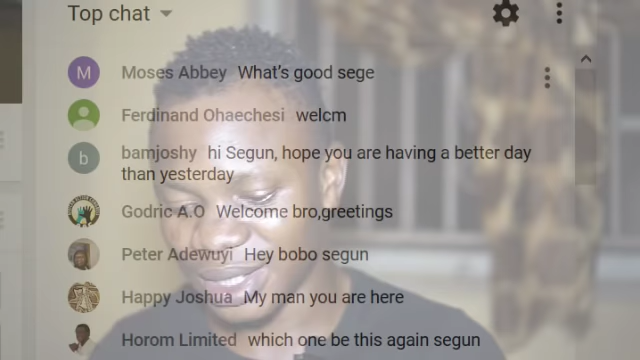 Top chat
M Moses Abbey What's good sege
Ferdinand Ohaechesi welcm
b bamjoshy hi Segun, hope you are having a better day
than yesterday
Godric A.O Welcome bro,greetings
Peter Adewuyi Hey bobo segun
Happy Joshua My man you are here
Horom Limited which one be this again segun